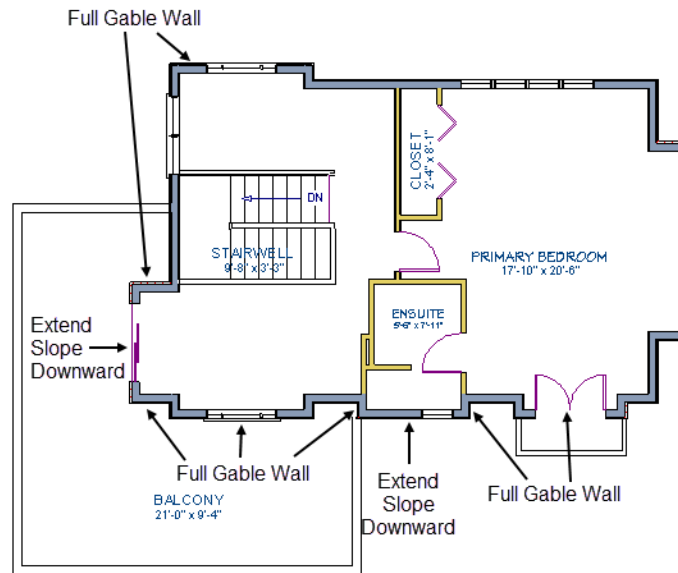 Full Gable Wall
CLOSET
2'-4" x 8'-1"
DN
STAIRWELL
9'-8" x 3'-3"
PRIMARY BEDROOM
17'-10" x 20'-6"
ENSUITE
5'-6" x 7'-11"
Extend
Slope
Downward
Full Gable Wall
Extend
Slope
Downward
Full Gable Wall
BALCONY
21'-0" x 9'-4"